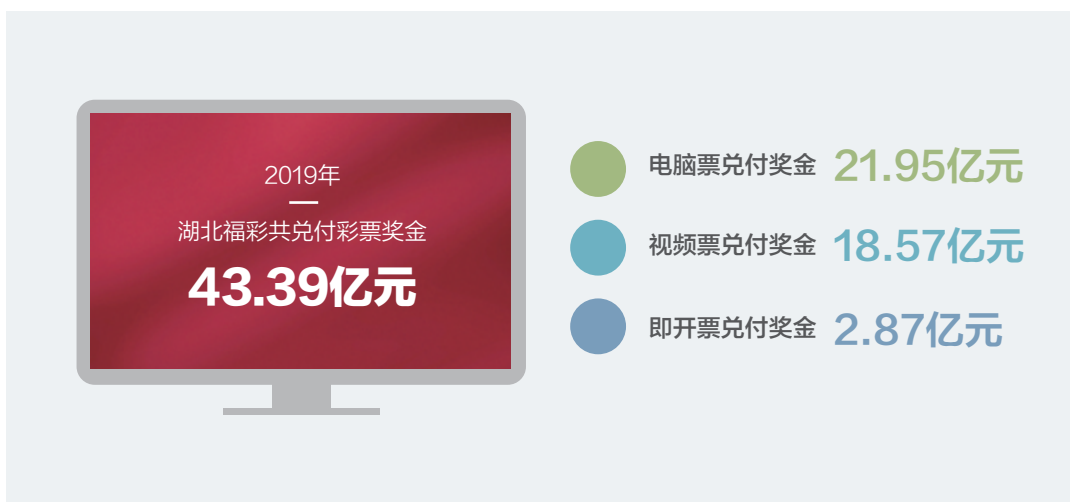 2019年
湖北福彩共兑付彩票奖金
43.39亿元
电脑票兑付奖金 21.95亿元
视频票兑付奖金 18.57亿元
即开票兑付奖金 2.87亿元